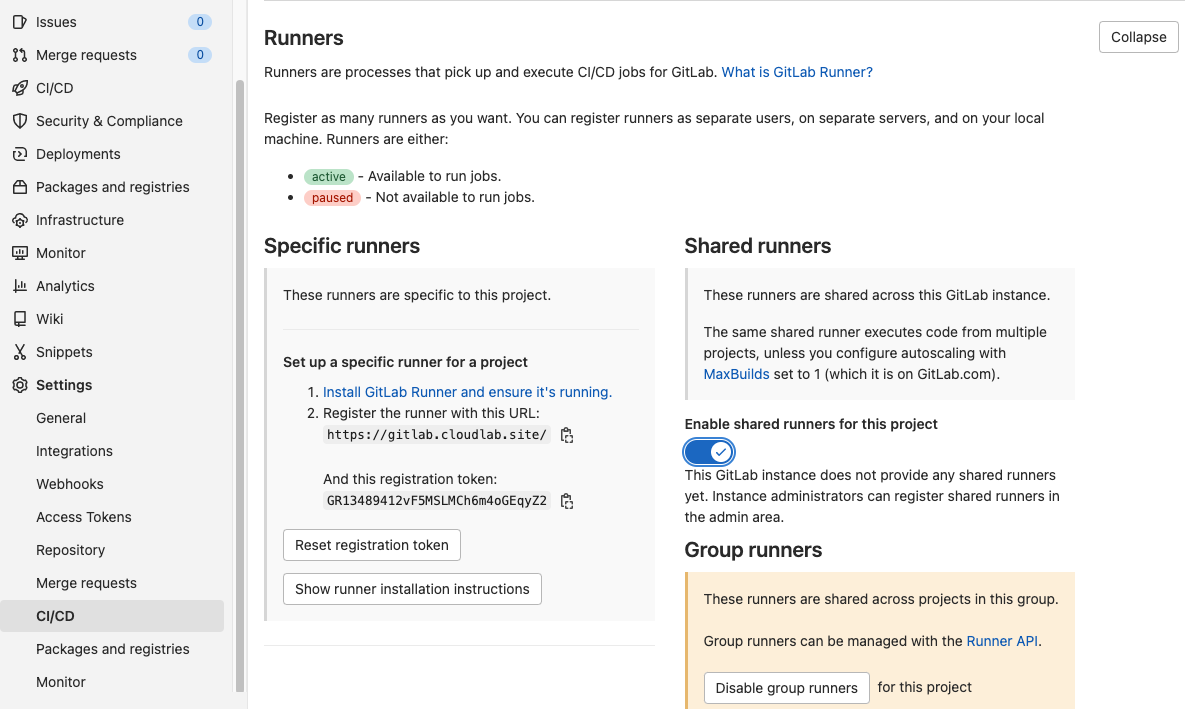 Issues 0
Merge requests 0
CI/CD
Security & Compliance
Deployments
Packages and registries
Infrastructure
Monitor
Analytics
Wiki
Snippets
Settings
General
Integrations
Webhooks
Access Tokens
Repository
Merge requests
CI/CD
Packages and registries
Monitor
Runners
Collapse
Runners are processes that pick up and execute CI/CD jobs for GitLab. What is GitLab Runner?
Register as many runners as you want. You can register runners as separate users, on separate servers, and on your local
machine. Runners are either:
• active - Available to run jobs.
• paused - Not available to run jobs.
Specific runners
These runners are specific to this project.
Set up a specific runner for a project
1. Install GitLab Runner and ensure it's running.
2. Register the runner with this URL:
https://gitlab.cloudlab.site/
And this registration token:
GR13489412vF5MSLMCh6m4oGEqyZ2
Reset registration token
Show runner installation instructions
Shared runners
These runners are shared across this GitLab instance.
The same shared runner executes code from multiple
projects, unless you configure autoscaling with
MaxBuilds set to 1 (which it is on GitLab.com).
Enable shared runners for this project
This GitLab instance does not provide any shared runners
yet. Instance administrators can register shared runners in
the admin area.
Group runners
These runners are shared across projects in this group.
Group runners can be managed with the Runner API.
Disable group runners for this project